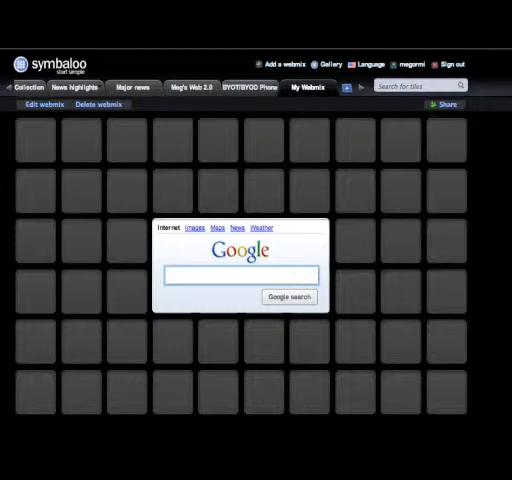 symbaloo
start simple
Add a webmix Gallery Language megormi Sign out
Collection News highlights Major news Meg's Web 2.0 BYOT/BYOD Phone My Webmix Search for tiles
Edit webmix Delete webmix Share
Internet Images Maps News Weather
Google
Google search